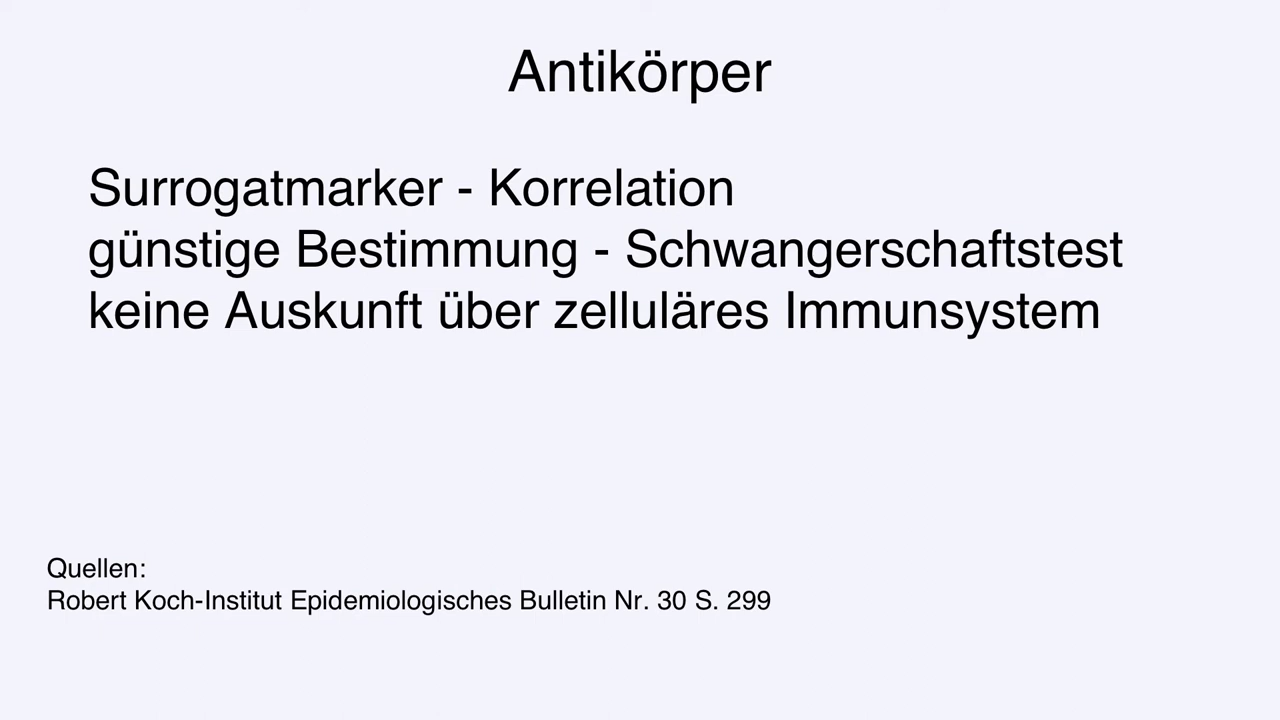 Antikörper
Surrogatmarker - Korrelation
günstige Bestimmung - Schwangerschaftstest
keine Auskunft über zelluläres Immunsystem
Quellen:
Robert Koch-Institut Epidemiologisches Bulletin Nr. 30 S. 299